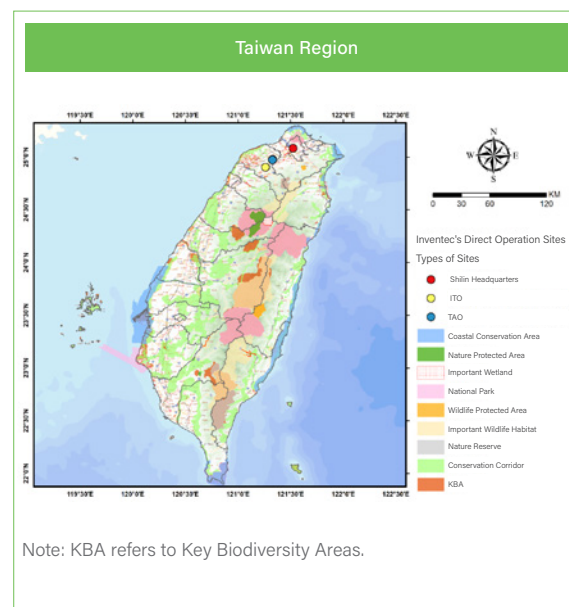 Taiwan Region
119°30'E 120°0'E 120°30'E 121°0'E 121°30'E 122°0'E 122°30'E
25°0'N
24°30'N
24°0'N
23°30'N
23°0'N
22°30'N
22°0'N
119°30'E 120°0'E 120°30'E 121°0'E 121°30'E 122°0'E 122°30'E
N
W E
S
KM
0 30 60 120
Inventec's Direct Operation Sites
Types of Sites
Shilin Headquarters
ITO
TAO
Coastal Conservation Area
Nature Protected Area
Important Wetland
National Park
Wildlife Protected Area
Important Wildlife Habitat
Nature Reserve
Conservation Corridor
KBA
Note: KBA refers to Key Biodiversity Areas.